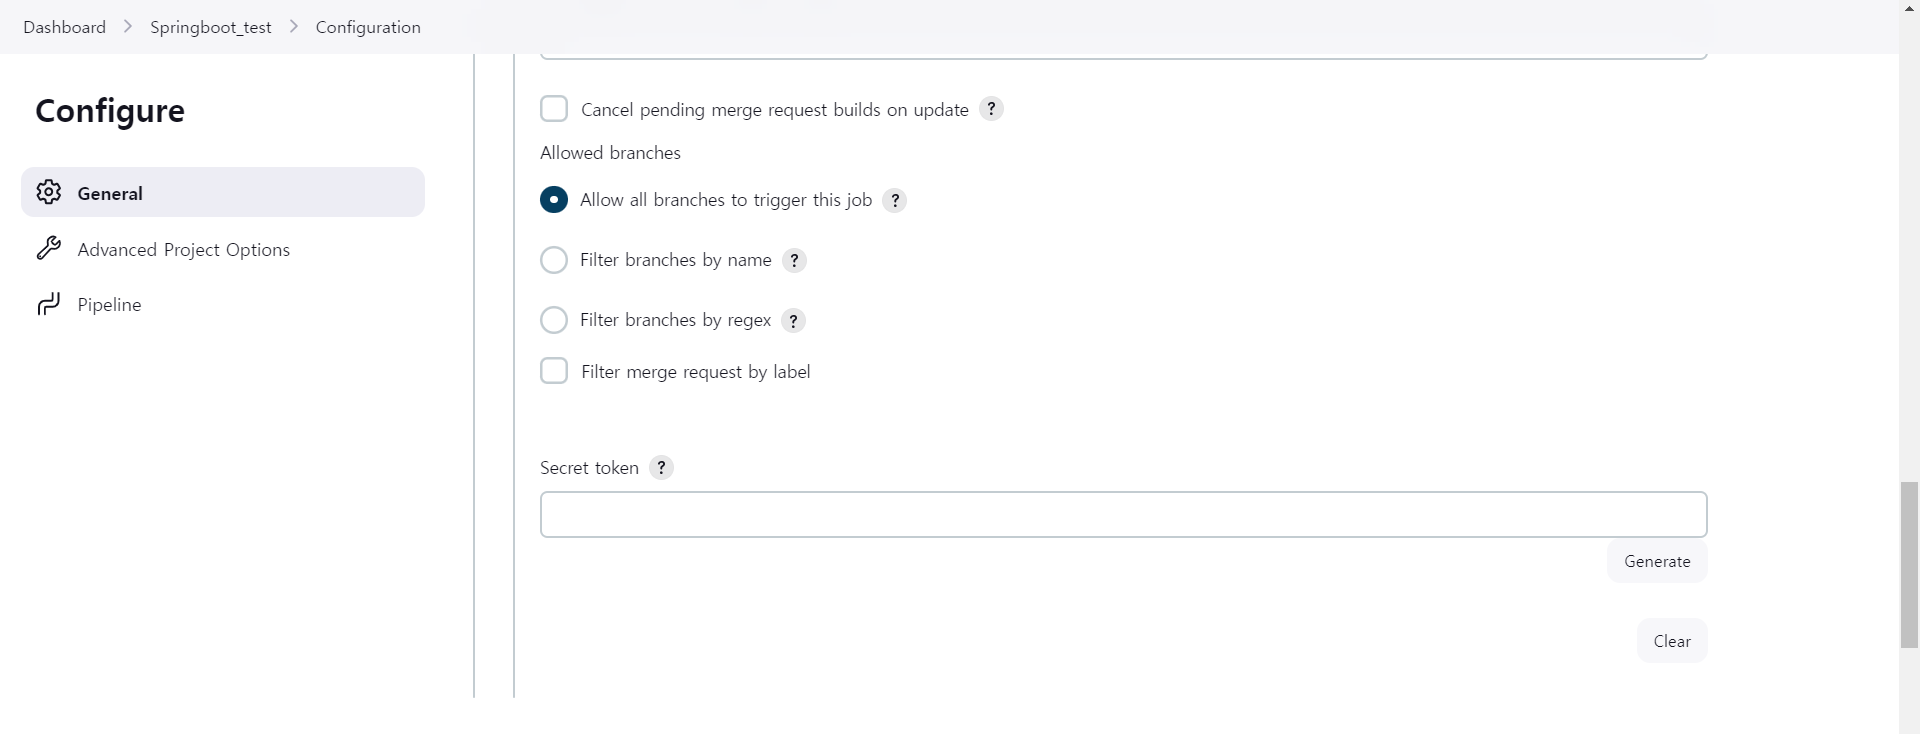 Dashboard > Springboot_test > Configuration
Configure
General
Advanced Project Options
Pipeline
Cancel pending merge request builds on update ?
Allowed branches
Allow all branches to trigger this job ?
Filter branches by name ?
Filter branches by regex ?
Filter merge request by label
Secret token ?
Generate
Clear